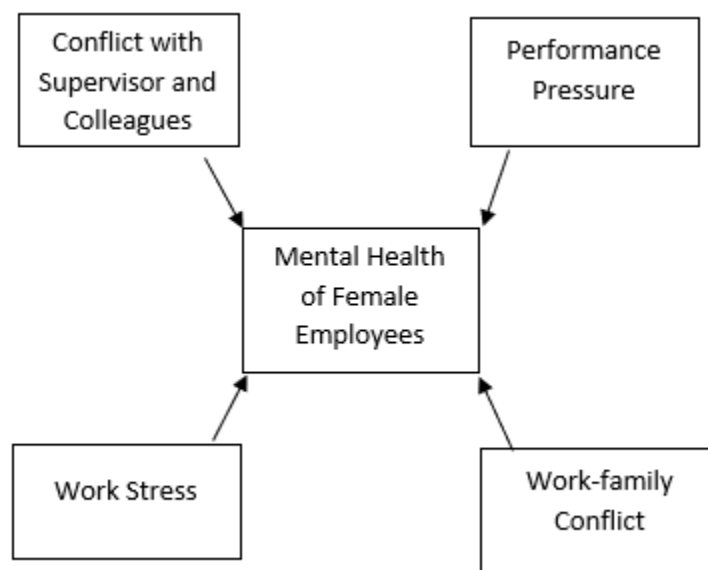 Conflict with
Supervisor and
Colleagues
Performance
Pressure
Mental Health
of Female
Employees
Work Stress
Work-family
Conflict